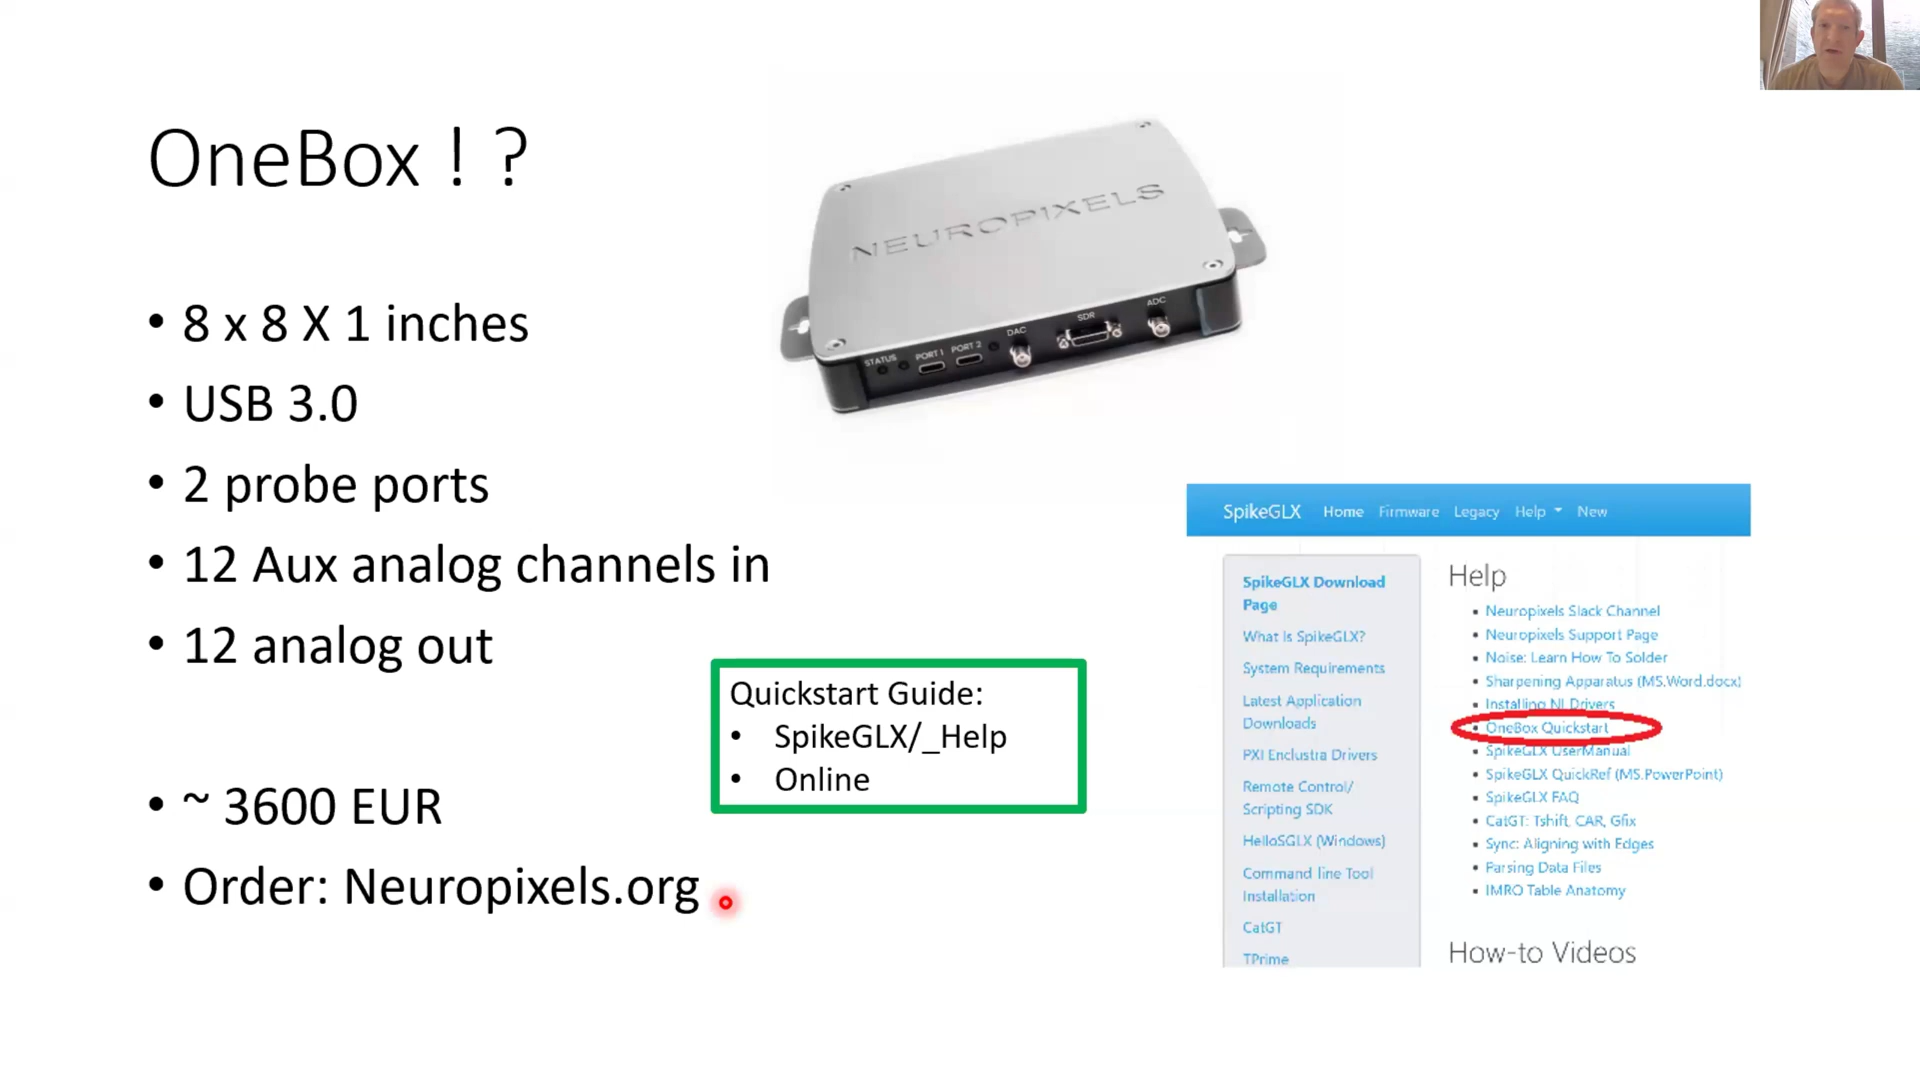 OneBox ! ?
• 8 x 8 X 1 inches
• USB 3.0
• 2 probe ports
• 12 Aux analog channels in
• 12 analog out
• ~ 3600 EUR
• Order: Neuropixels.org
NEUROPIXELS
STATUS
PORT 1
PORT 2
DAC
SDR
ADC
Quickstart Guide:
• SpikeGLX/_Help
• Online
SpikeGLX Home Firmware Legacy Help New
SpikeGLX Download
Page
What Is SpikeGLX?
System Requirements
Latest Application
Downloads
PXI Enclustra Drivers
Remote Control/
Scripting SDK
HelloSGLX (Windows)
Command line Tool
Installation
CatGT
TPrime
Help
▪ Neuropixels Slack Channel
▪ Neuropixels Support Page
▪ Noise: Learn How To Solder
▪ Sharpening Apparatus (MS.Word.docx)
▪ Installing NI Drivers
▪ OneBox Quickstart
▪ SpikeGLX UserManual
▪ SpikeGLX QuickRef (MS.PowerPoint)
▪ SpikeGLX FAQ
▪ CatGT: Tshift, CAR, Gfix
▪ Sync: Aligning with Edges
▪ Parsing Data Files
▪ IMRO Table Anatomy
How-to Videos